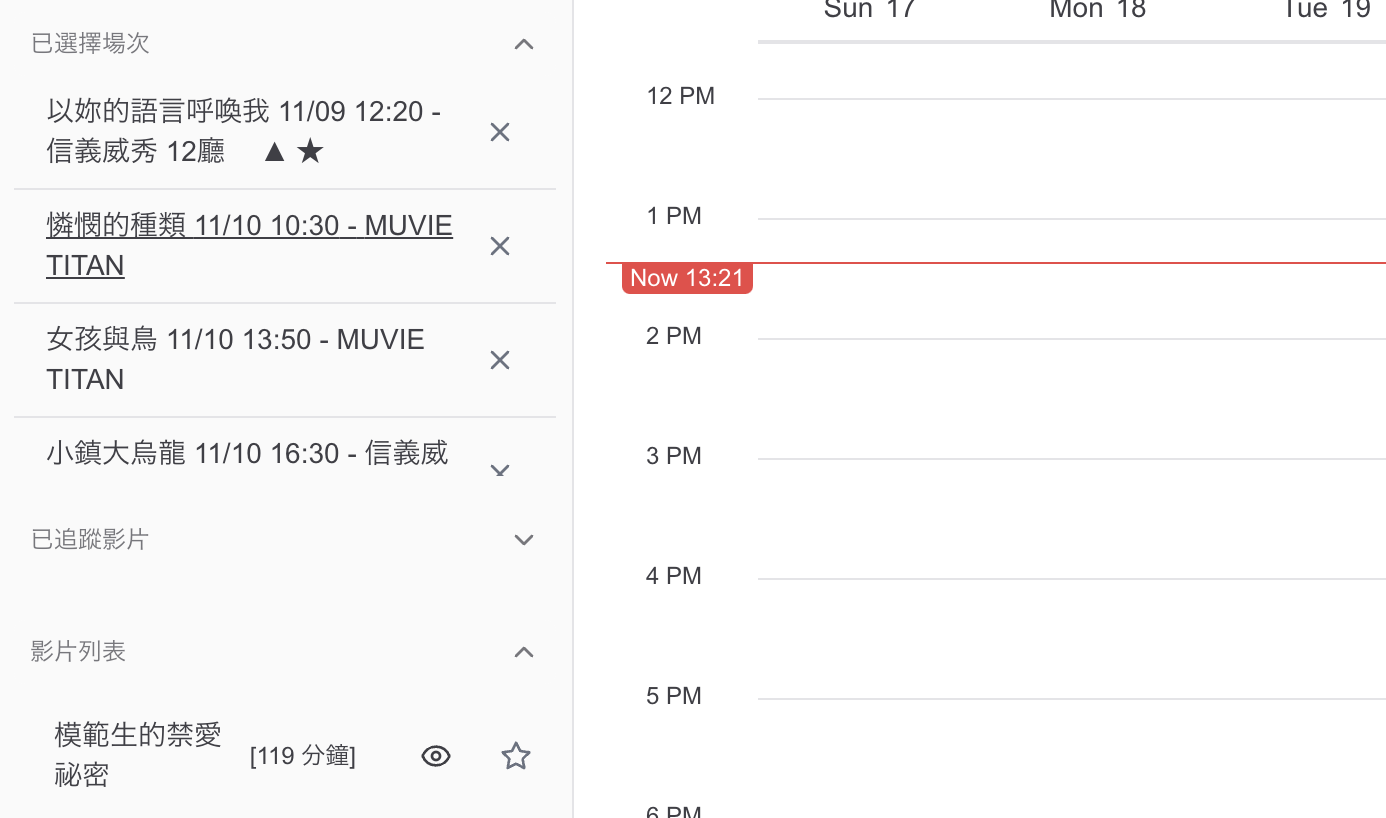 已選擇場次
以妳的語言呼喚我 11/09 12:20 -
信義威秀 12廳 ▲ ★
憐憫的種類 11/10 10:30 - MUVIE
TITAN
女孩與鳥 11/10 13:50 - MUVIE
TITAN
小鎮大烏龍 11/10 16:30 - 信義威
已追蹤影片
影片列表
模範生的禁愛
祕密
[119 分鐘]
Sun 17
Mon 18
Tue 19
12 PM
1 PM
Now 13:21
2 PM
3 PM
4 PM
5 PM
6 PM